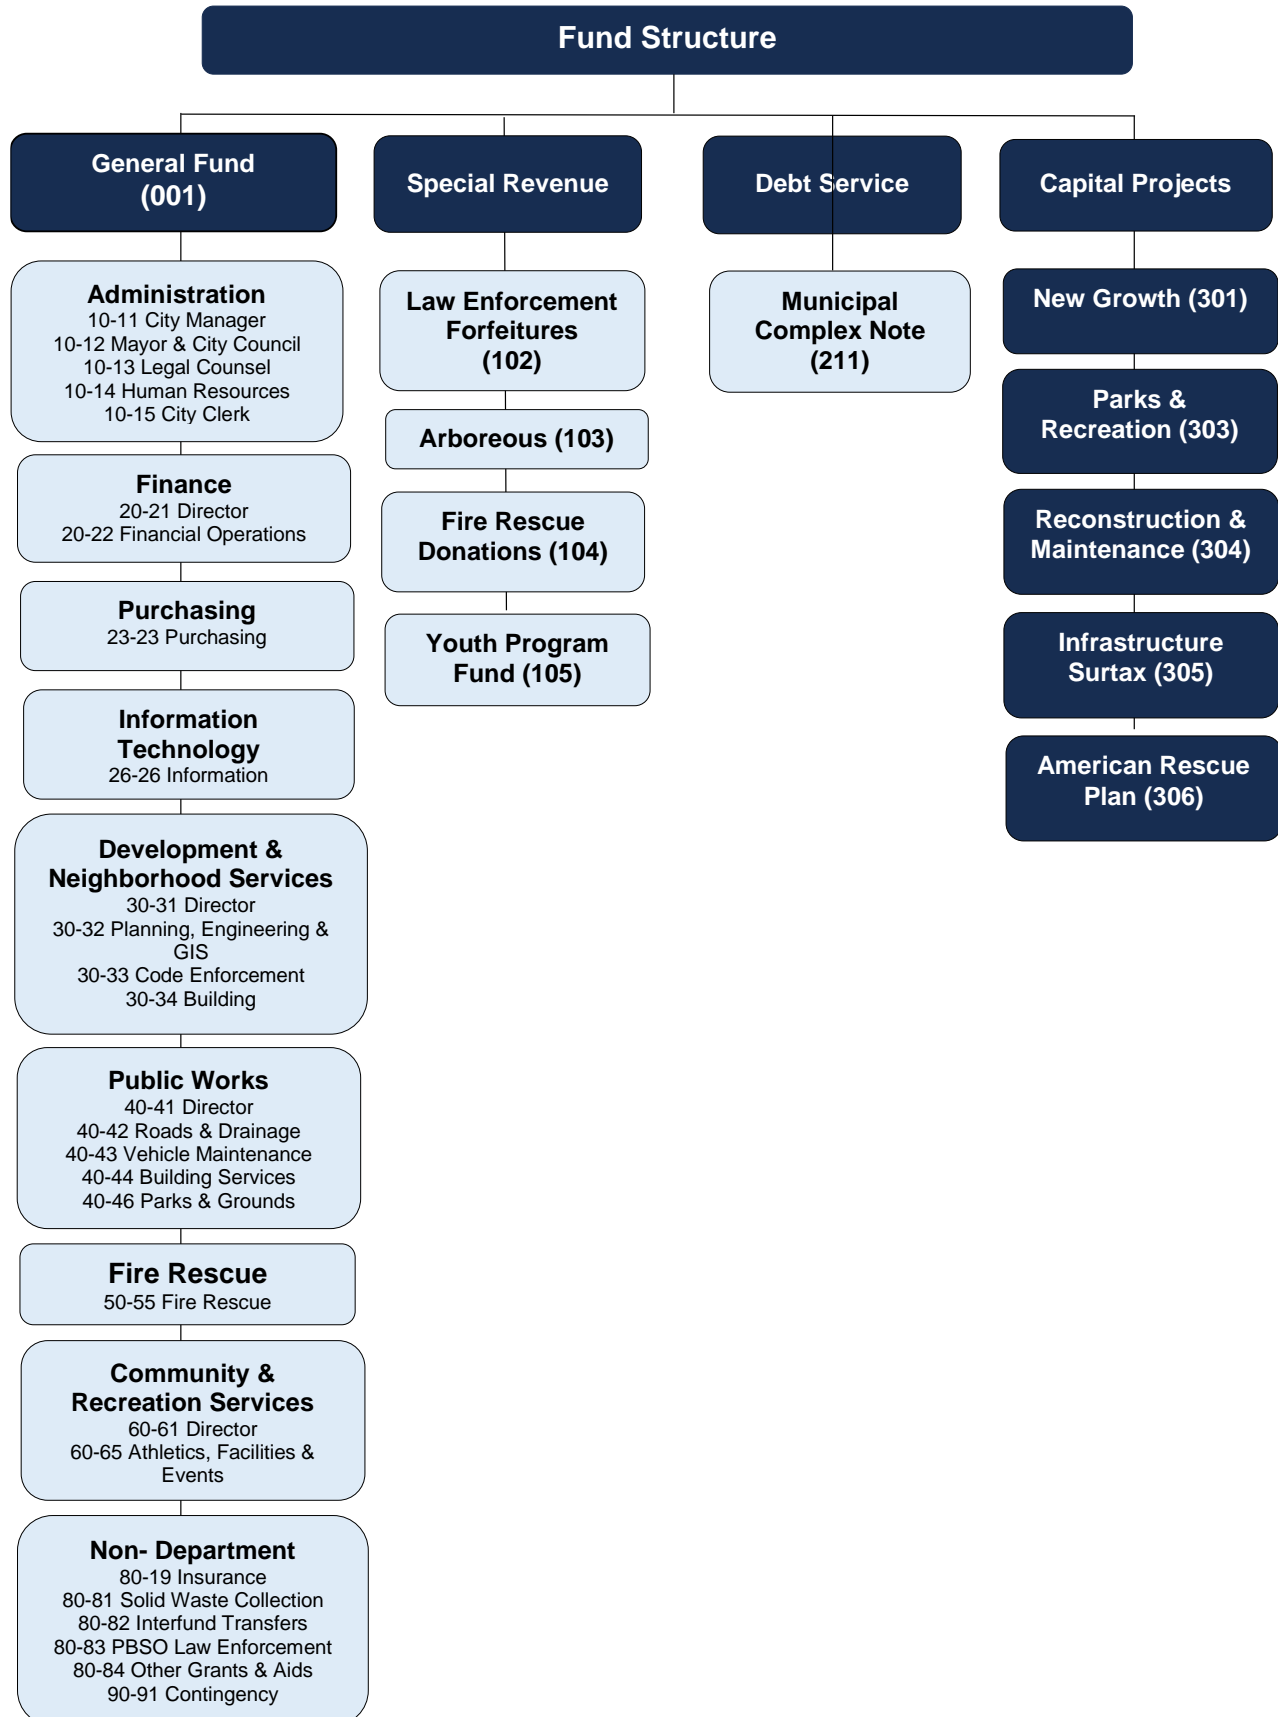 Fund Structure
General Fund
(001)
Administration
10-11 City Manager
10-12 Mayor & City Council
10-13 Legal Counsel
10-14 Human Resources
10-15 City Clerk
Finance
20-21 Director
20-22 Financial Operations
Purchasing
23-23 Purchasing
Information
Technology
26-26 Information
Development &
Neighborhood Services
30-31 Director
30-32 Planning, Engineering &
GIS
30-33 Code Enforcement
30-34 Building
Public Works
40-41 Director
40-42 Roads & Drainage
40-43 Vehicle Maintenance
40-44 Building Services
40-46 Parks & Grounds
Fire Rescue
50-55 Fire Rescue
Community &
Recreation Services
60-61 Director
60-65 Athletics, Facilities &
Events
Non- Department
80-19 Insurance
80-81 Solid Waste Collection
80-82 Interfund Transfers
80-83 PBSO Law Enforcement
80-84 Other Grants & Aids
90-91 Contingency
Special Revenue
Law Enforcement
Forfeitures
(102)
Arboreous (103)
Fire Rescue
Donations (104)
Youth Program
Fund (105)
Debt Service
Municipal
Complex Note
(211)
Capital Projects
New Growth (301)
Parks &
Recreation (303)
Reconstruction &
Maintenance (304)
Infrastructure
Surtax (305)
American Rescue
Plan (306)